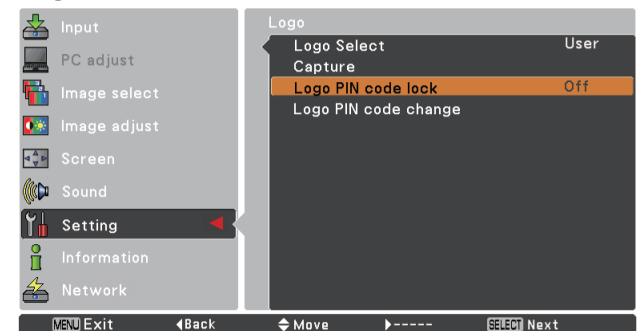 Input
PC adjust
Image select
Image adjust
Screen
Sound
Setting
Information
Network
Logo
Logo Select User
Capture
Logo PIN code lock Off
Logo PIN code change
MENU Exit Back Move ----- SELECT Next